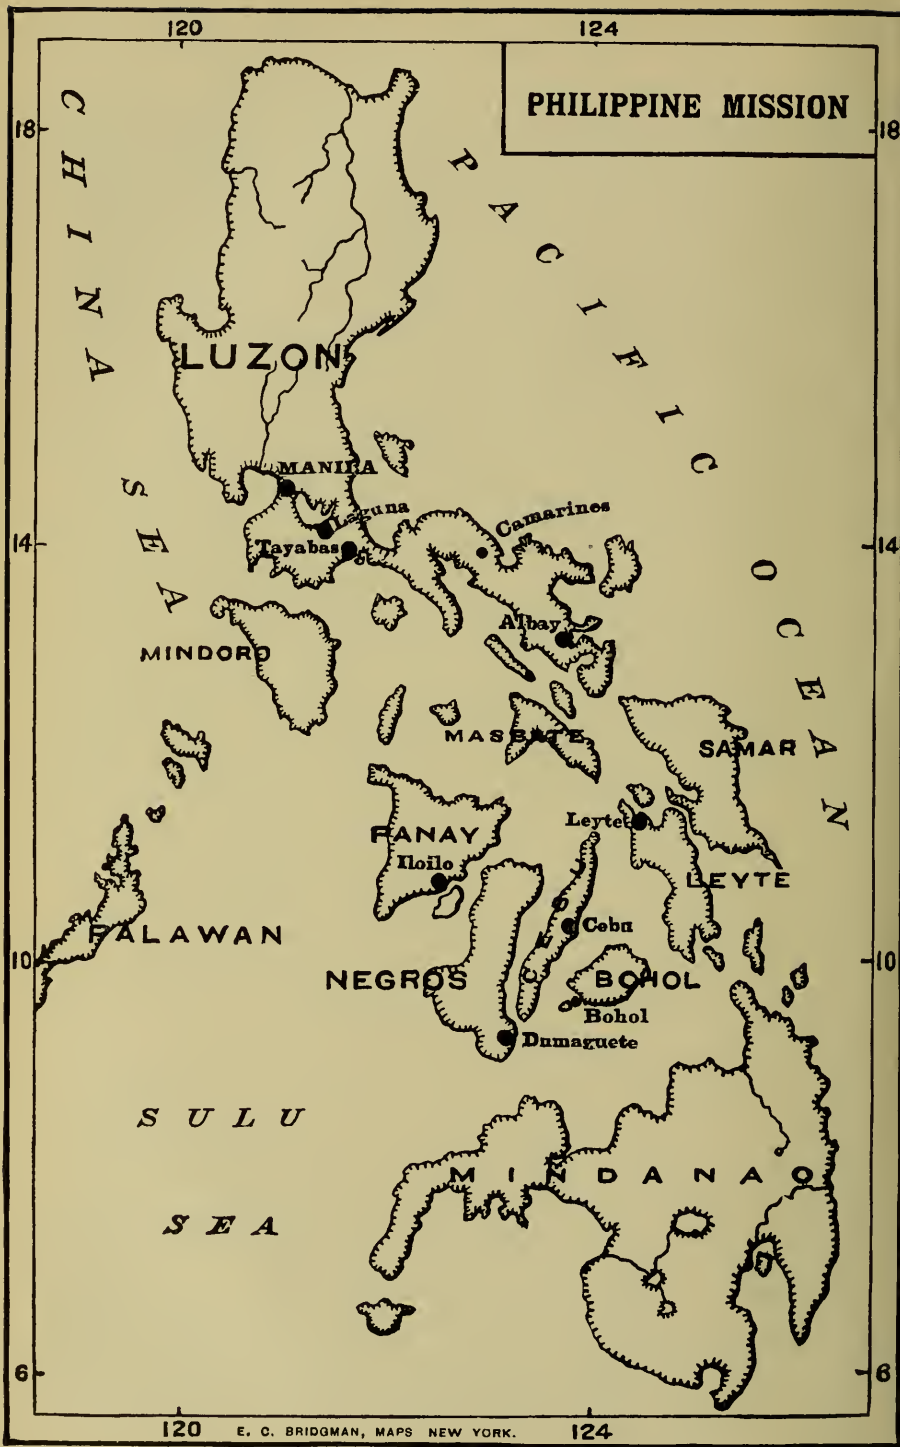 120 124
PHILIPPINE MISSION
18 18
CHINA SEA
PACIFIC OCEAN
LUZON
MANILA
Laguna
Camarines
14 14
Tayabas
Albay
MINDORO
MASBATE
SAMAR
Leyte
PANAY
Iloilo
LEYTE
CEBU
Cebu
PALAWAN
10 10
NEGROS
BOHOL
Bohol
Dumaguete
SULU
SEA
MINDANAO
6 6
120 124
E. C. BRIDGMAN, MAPS NEW YORK.